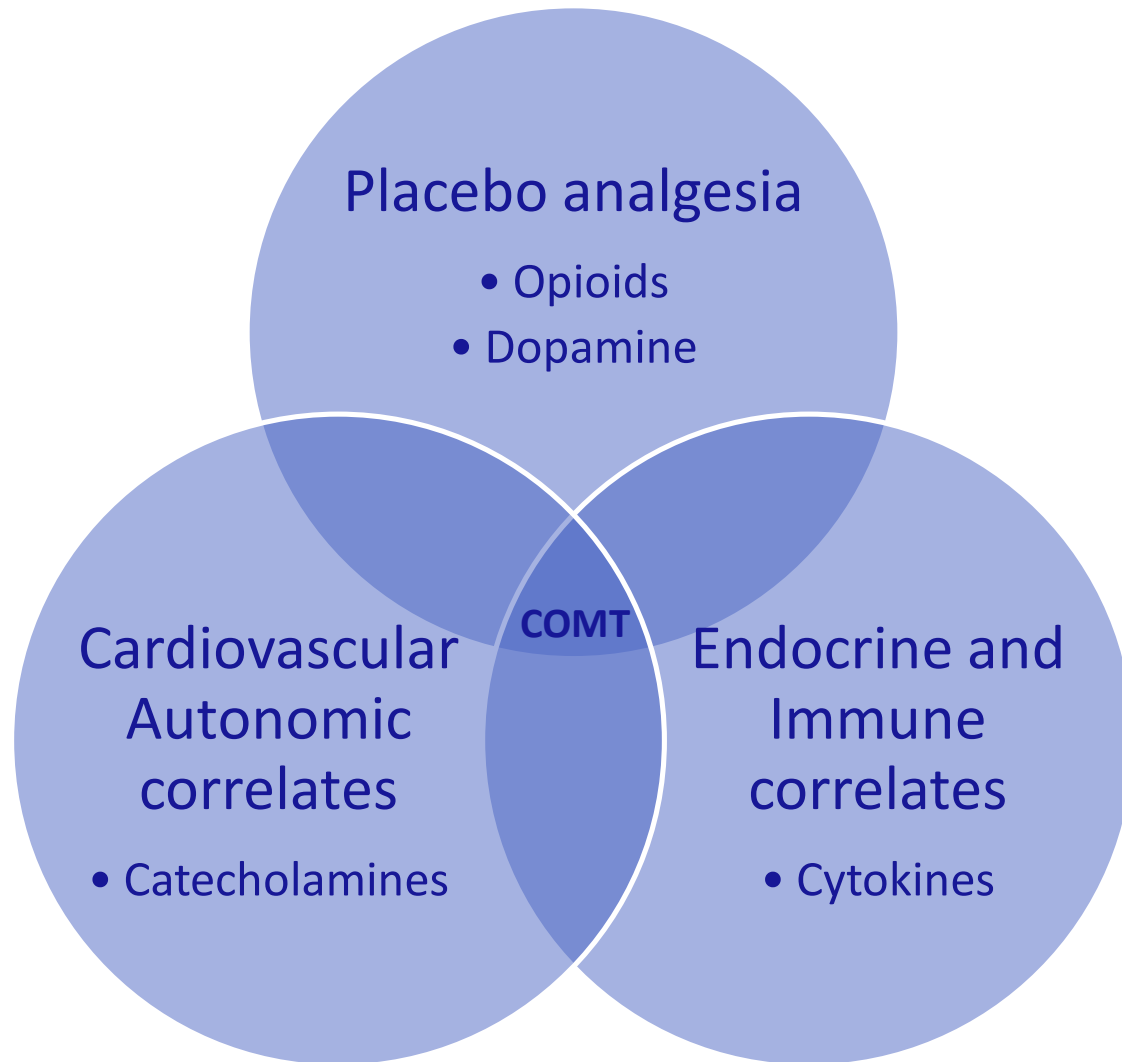 Placebo analgesia
• Opioids
• Dopamine
COMT
Cardiovascular
Autonomic
correlates
• Catecholamines
Endocrine and
Immune
correlates
• Cytokines